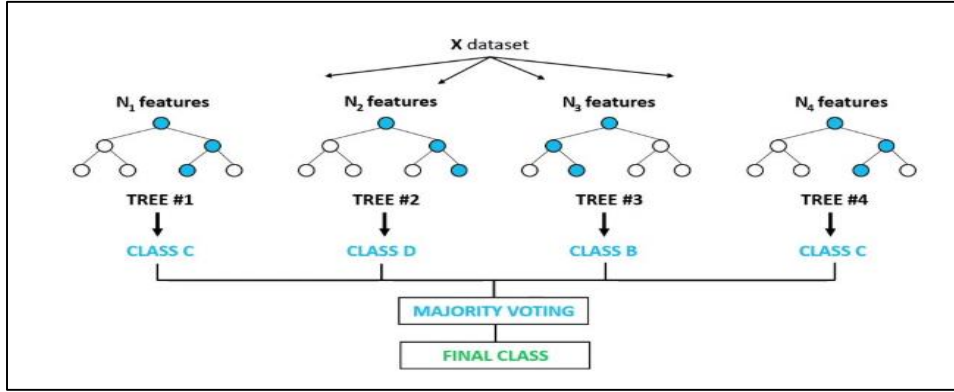 X dataset
N₁ features N₂ features N₃ features N₄ features
TREE #1 TREE #2 TREE #3 TREE #4
CLASS C CLASS D CLASS B CLASS C
MAJORITY VOTING
FINAL CLASS